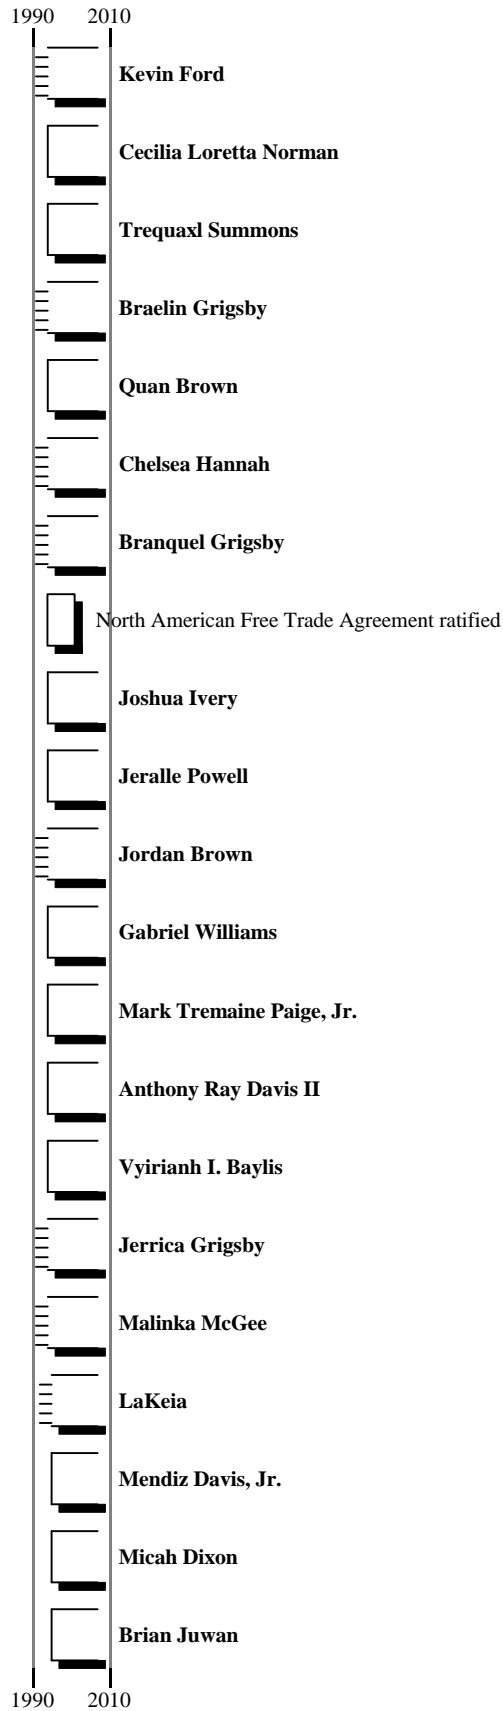 1990 2010
Kevin Ford
Cecilia Loretta Norman
Trequaxl Summons
Braelin Grigsby
Quan Brown
Chelsea Hannah
Branquel Grigsby
North American Free Trade Agreement ratified
Joshua Ivery
Jeralle Powell
Jordan Brown
Gabriel Williams
Mark Tremaine Paige, Jr.
Anthony Ray Davis II
Vyirianh I. Baylis
Jerrica Grigsby
Malinka McGee
LaKeia
Mendiz Davis, Jr.
Micah Dixon
Brian Juwan
1990 2010